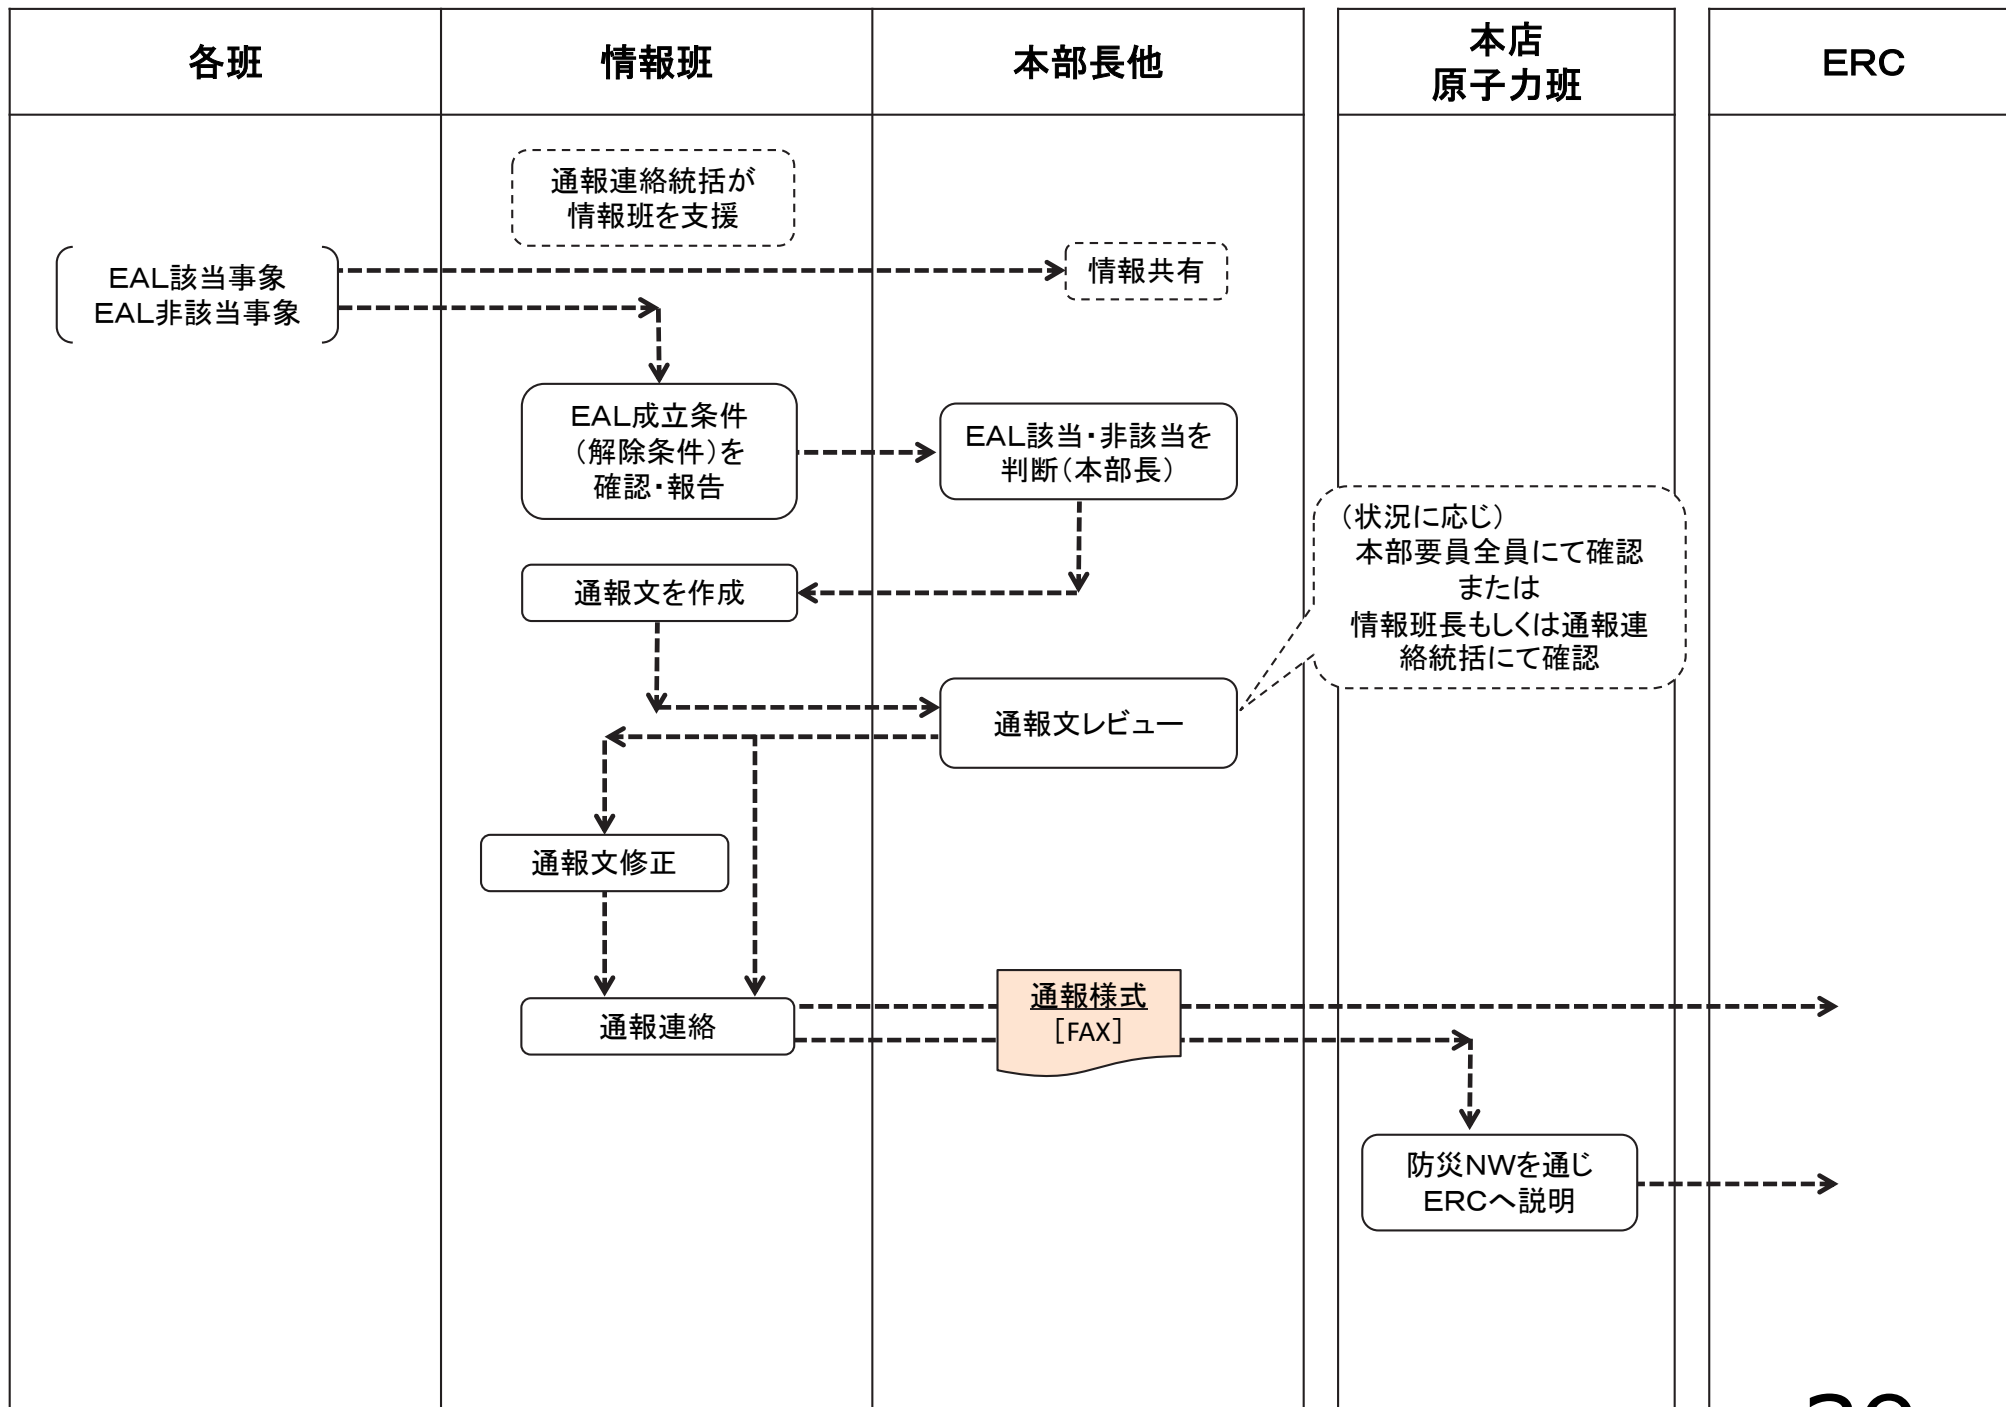 各班
情報班
本部長他
本店
原子力班
ERC
通報連絡統括が
情報班を支援
EAL該当事象
EAL非該当事象
情報共有
EAL成立条件
(解除条件)を
確認・報告
EAL該当・非該当を
判断(本部長)
(状況に応じ)
本部要員全員にて確認
または
情報班長もしくは通報連
絡統括にて確認
通報文を作成
通報文レビュー
通報文修正
通報連絡
通報様式
[FAX]
防災NWを通じ
ERCへ説明